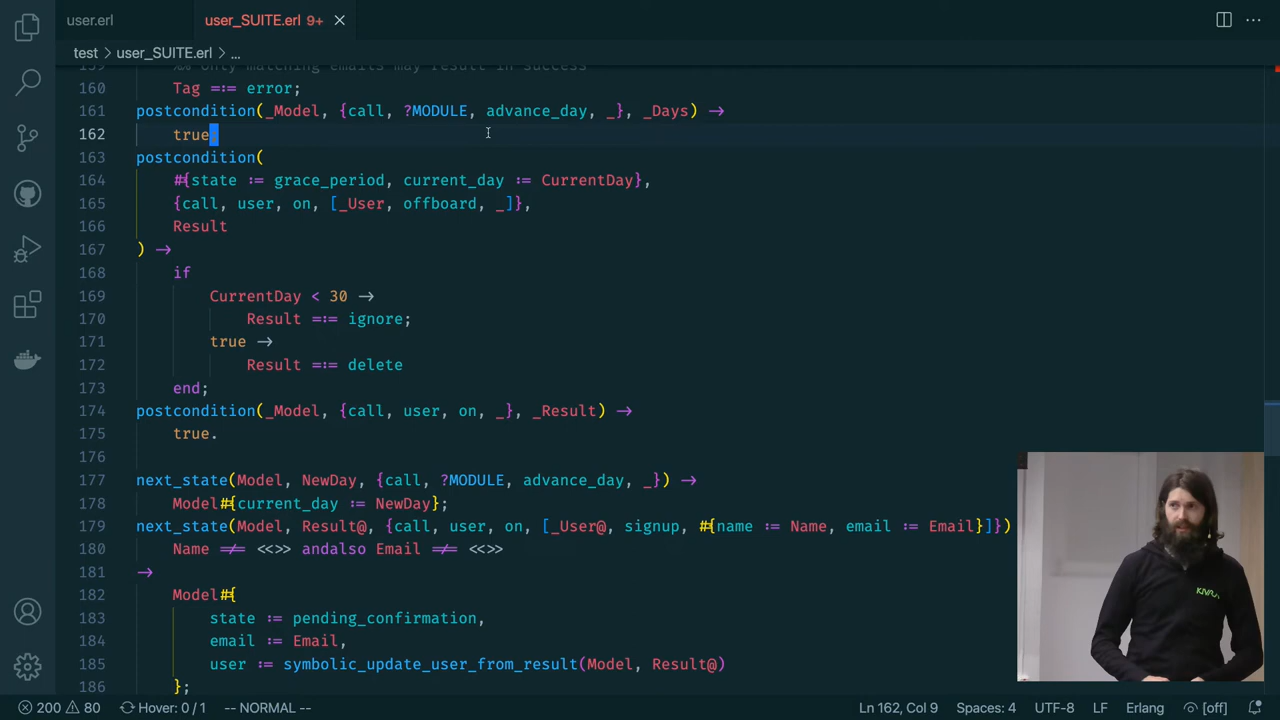 user.erl
user_SUITE.erl 9+
test > user_SUITE.erl > ...
159 %% Only matching emails may result in success
160 Tag =:= error;
161 postcondition(_Model, {call, ?MODULE, advance_day, _}, _Days) ->
162 true;
163 postcondition(
164 #{state := grace_period, current_day := CurrentDay},
165 {call, user, on, [_User, offboard, _]},
166 Result
167 ) ->
168 if
169 CurrentDay < 30 ->
170 Result =:= ignore;
171 true ->
172 Result =:= delete
173 end;
174 postcondition(_Model, {call, user, on, _}, _Result) ->
175 true.
176
177 next_state(Model, NewDay, {call, ?MODULE, advance_day, _}) ->
178 Model#{current_day := NewDay};
179 next_state(Model, Result@, {call, user, on, [_User@, signup, #{name := Name, email := Email}]})
180 Name =/= <<>> andalso Email =/= <<>>
181 ->
182 Model#{
183 state := pending_confirmation,
184 email := Email,
185 user := symbolic_update_user_from_result(Model, Result@)
186 };
KIVRA
200 80 Hover: 0/1 -- NORMAL -- Ln 162, Col 9 Spaces: 4 UTF-8 LF Erlang [off]